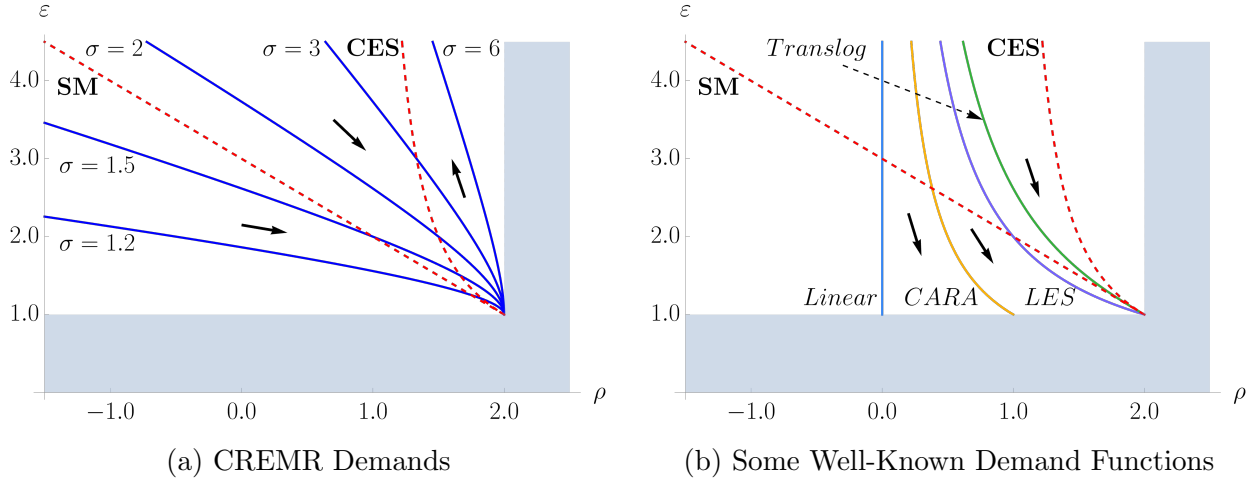 ε
σ = 2
σ = 3
CES
σ = 6
4.0
SM
3.0
σ = 1.5
2.0
σ = 1.2
1.0
−1.0
0.0
1.0
2.0
ρ
(a) CREMR Demands
ε
Translog
CES
4.0
SM
3.0
2.0
Linear
CARA
LES
1.0
−1.0
0.0
1.0
2.0
ρ
(b) Some Well-Known Demand Functions